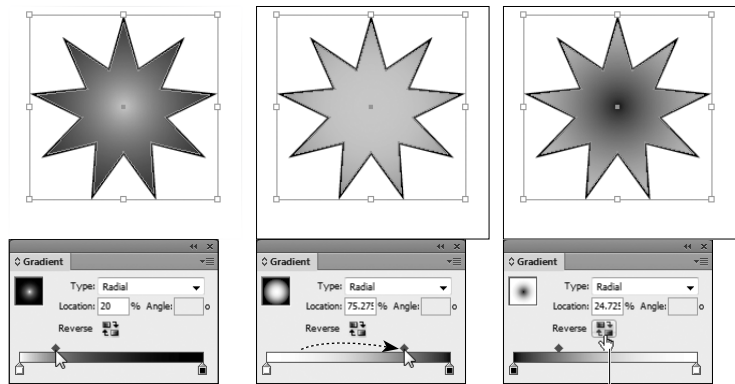 Gradient
Type: Radial
Location: 20 % Angle:
Reverse
Gradient
Type: Radial
Location: 75.275 % Angle:
Reverse
Gradient
Type: Radial
Location: 24.725 % Angle:
Reverse